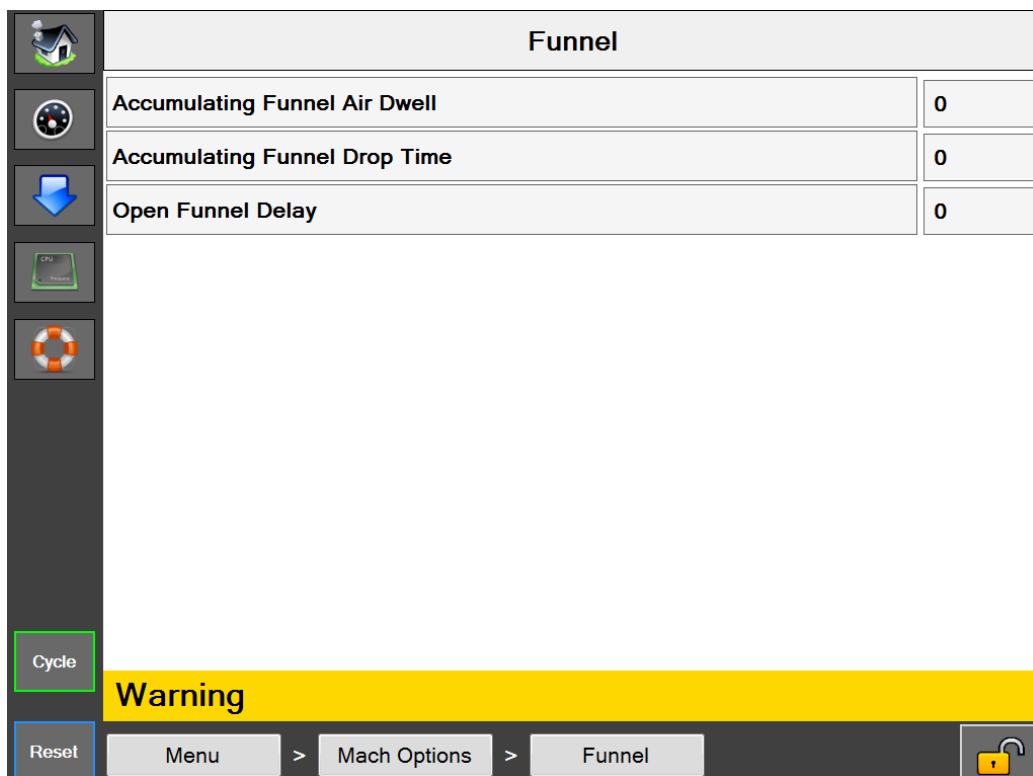 Funnel
Accumulating Funnel Air Dwell 0
Accumulating Funnel Drop Time 0
Open Funnel Delay 0
CPU
Cycle
Warning
Reset
Menu > Mach Options > Funnel